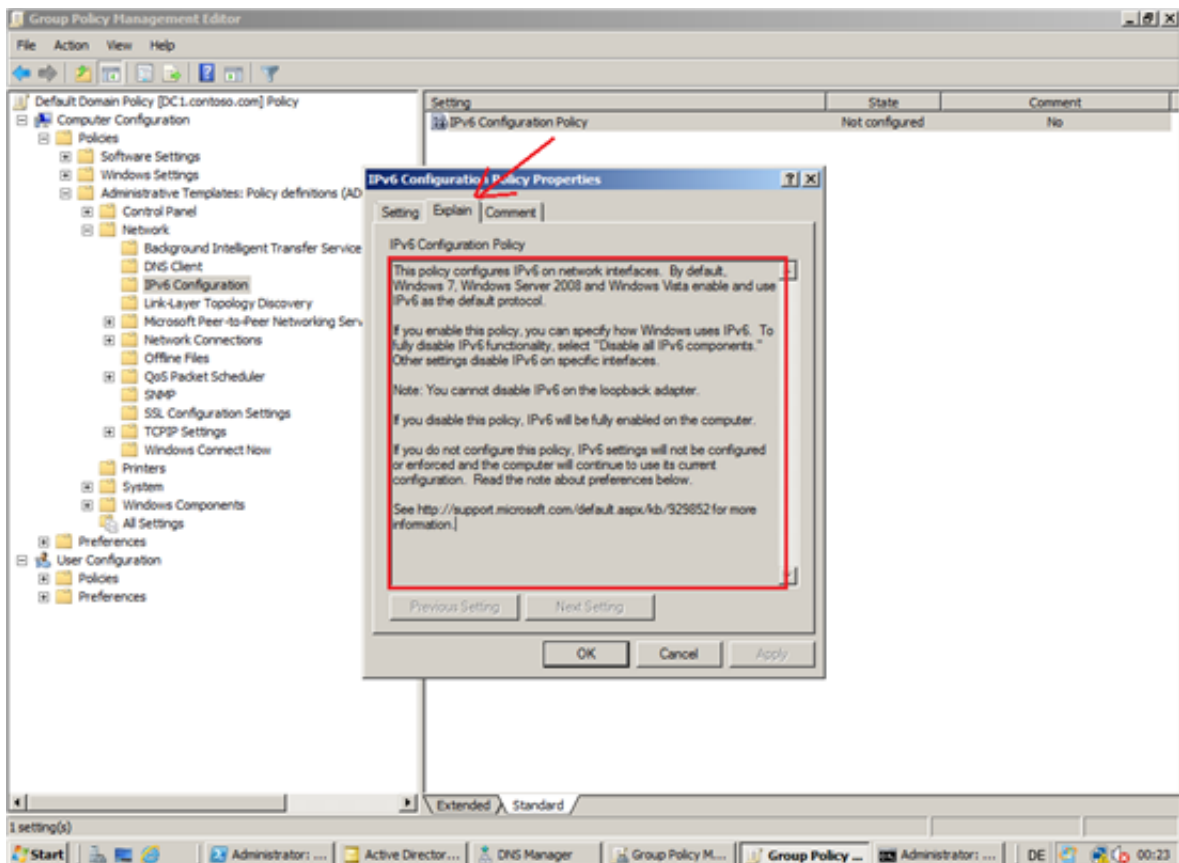 Group Policy Management Editor
File Action View Help
Default Domain Policy [DC1.contoso.com] Policy
Computer Configuration
Policies
Software Settings
Windows Settings
Administrative Templates: Policy definitions (AD
Control Panel
Network
Background Intelligent Transfer Service
DNS Client
IPv6 Configuration
Link-Layer Topology Discovery
Microsoft Peer-to-Peer Networking Serv
Network Connections
Offline Files
QoS Packet Scheduler
SNMP
SSL Configuration Settings
TCPIP Settings
Windows Connect Now
Printers
System
Windows Components
All Settings
Preferences
User Configuration
Policies
Preferences
Setting State Comment
IPv6 Configuration Policy Not configured No
IPv6 Configuration Policy Properties
Setting Explain Comment
IPv6 Configuration Policy
This policy configures IPv6 on network interfaces. By default,
Windows 7, Windows Server 2008 and Windows Vista enable and use
IPv6 as the default protocol.
If you enable this policy, you can specify how Windows uses IPv6. To
fully disable IPv6 functionality, select "Disable all IPv6 components."
Other settings disable IPv6 on specific interfaces.
Note: You cannot disable IPv6 on the loopback adapter.
If you disable this policy, IPv6 will be fully enabled on the computer.
If you do not configure this policy, IPv6 settings will not be configured
or enforced and the computer will continue to use its current
configuration. Read the note about preferences below.
See http://support.microsoft.com/default.aspx/kb/929852 for more
information.
Previous Setting Next Setting
OK Cancel Apply
Extended Standard
1 setting(s)
Start Administrator: .... Active Director... DNS Manager Group Policy M... Group Policy ... Administrator: ... DE 00:23